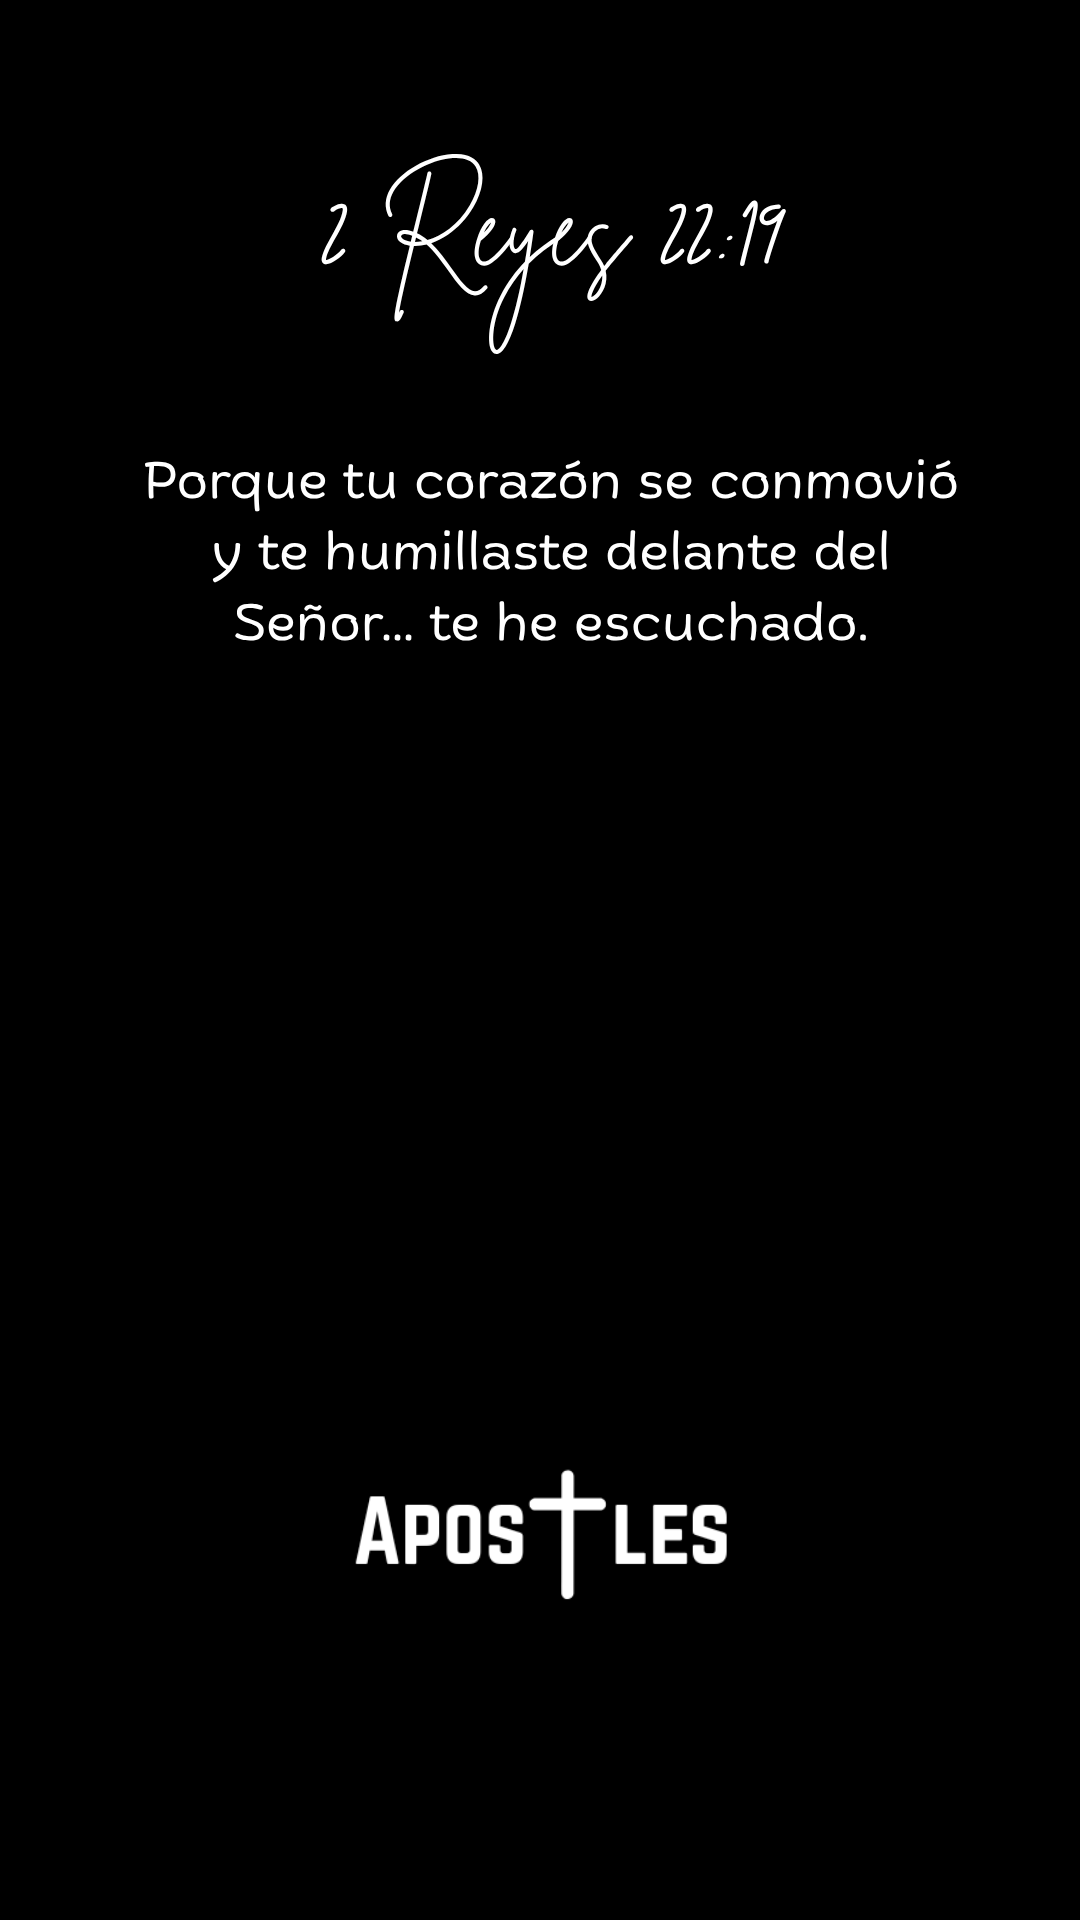 2 Reyes 22:19
Porque tu corazón se conmovió
y te humillaste delante del
Señor... te he escuchado.
APOSTLES